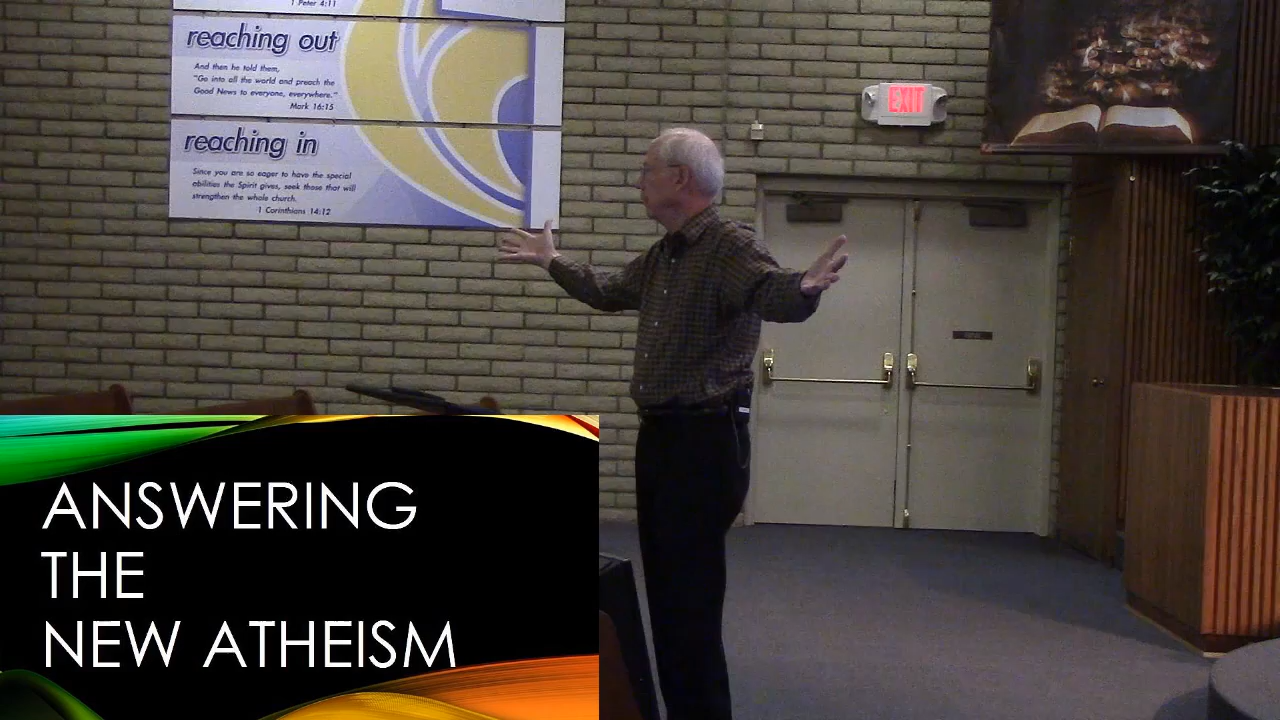 1 Peter 4:11
reaching out
And then he told them,
"Go into all the world and preach the
Good News to everyone, everywhere."
Mark 16:15
reaching in
Since you are so eager to have the special
abilities the Spirit gives, seek those that will
strengthen the whole church.
1 Corinthians 14:12
EXIT
ANSWERING
THE
NEW ATHEISM